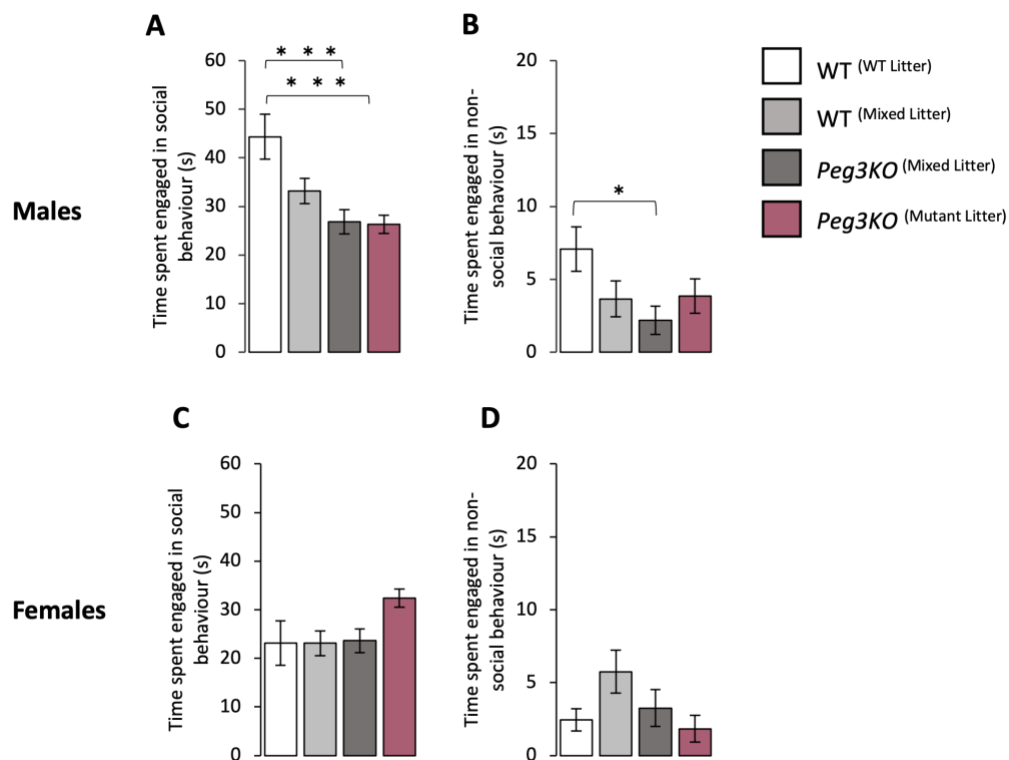 A
Time spent engaged in social
behaviour (s)
60
50
40
30
20
10
0
* * *
* * *
B
Time spent engaged in non-
social behaviour (s)
20
15
10
5
0
*
WT (WT Litter)
WT (Mixed Litter)
Peg3KO (Mixed Litter)
Peg3KO (Mutant Litter)
Males
C
Time spent engaged in social
behaviour (s)
60
50
40
30
20
10
0
D
Time spent engaged in non-
social behaviour (s)
20
15
10
5
0
Females